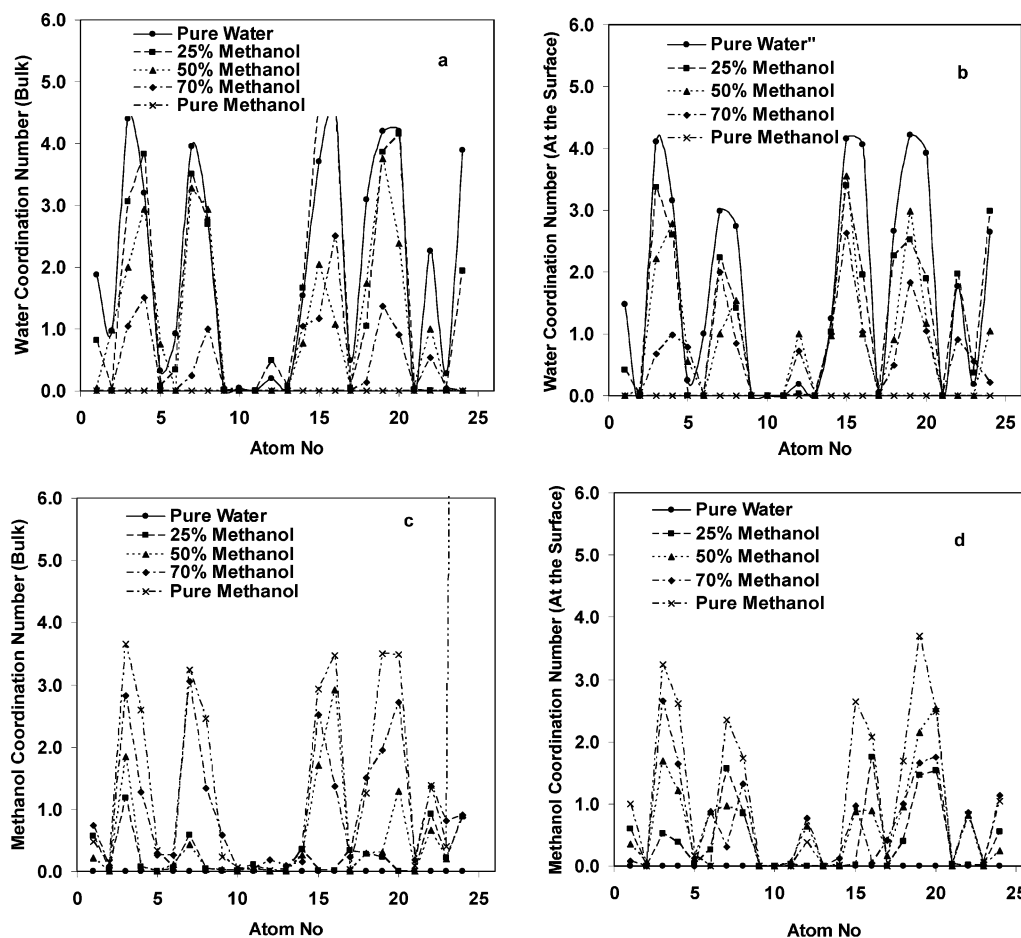 Water Coordination Number (Bulk)
6.0
5.0
4.0
3.0
2.0
1.0
0.0
Pure Water
25% Methanol
50% Methanol
70% Methanol
Pure Methanol
a
0 5 10 15 20 25
Atom No
Water Coordination Number (At the Surface)
6.0
5.0
4.0
3.0
2.0
1.0
0.0
Pure Water"
25% Methanol
50% Methanol
70% Methanol
Pure Methanol
b
0 5 10 15 20 25
Atom No
Methanol Coordination Number (Bulk)
6.0
5.0
4.0
3.0
2.0
1.0
0.0
Pure Water
25% Methanol
50% Methanol
70% Methanol
Pure Methanol
c
0 5 10 15 20 25
Atom No
Methanol Coordination Number (At the Surface)
6.0
5.0
4.0
3.0
2.0
1.0
0.0
Pure Water
25% Methanol
50% Methanol
70% Methanol
Pure Methanol
d
0 5 10 15 20 25
Atom No